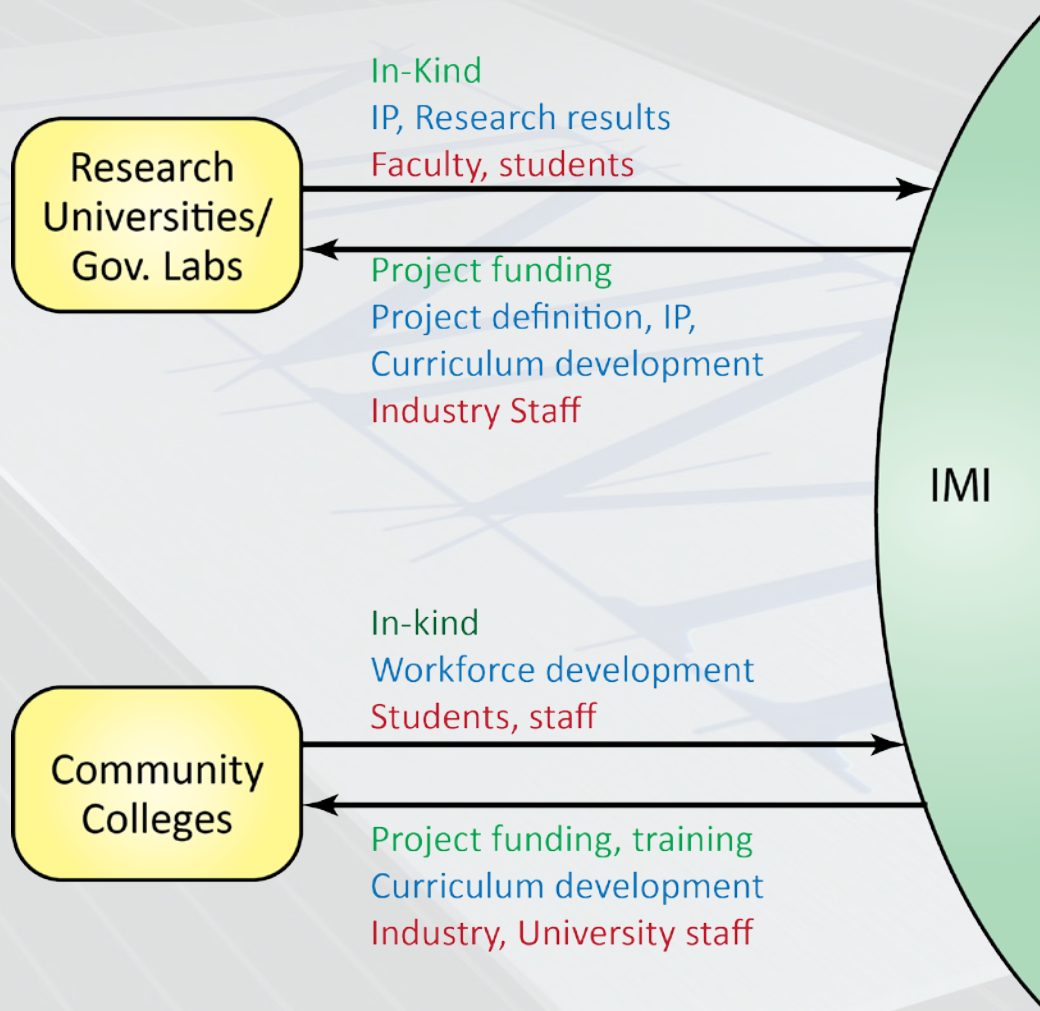 In-Kind
IP, Research results
Faculty, students
Research
Universities/
Gov. Labs
Project funding
Project definition, IP,
Curriculum development
Industry Staff
IMI
In-kind
Workforce development
Students, staff
Community
Colleges
Project funding, training
Curriculum development
Industry, University staff